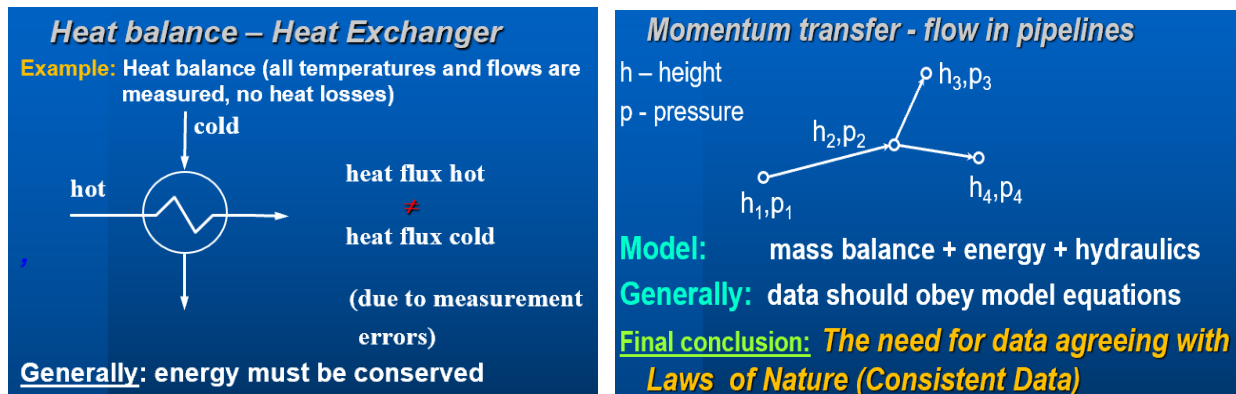 Heat balance – Heat Exchanger
Example: Heat balance (all temperatures and flows are
measured, no heat losses)
cold
hot
heat flux hot
≠
heat flux cold
,
(due to measurement
errors)
Generally: energy must be conserved
Momentum transfer - flow in pipelines
h – height
p - pressure
h₃,p₃
h₂,p₂
h₄,p₄
h₁,p₁
Model: mass balance + energy + hydraulics
Generally: data should obey model equations
Final conclusion: The need for data agreeing with
Laws of Nature (Consistent Data)